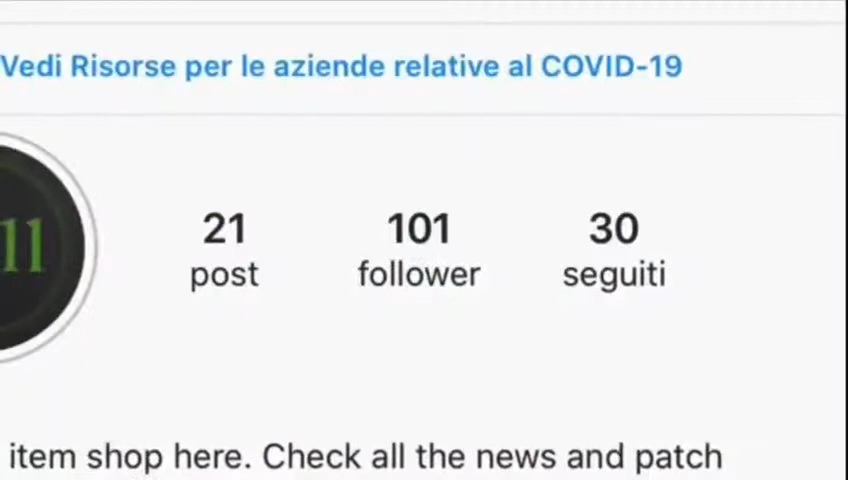 Vedi Risorse per le aziende relative al COVID-19
11
21 101 30
post follower seguiti
item shop here. Check all the news and patch